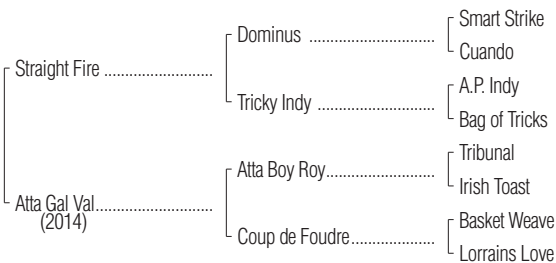 Smart Strike
Dominus ..............................
Cuando
Straight Fire ..........................
A.P. Indy
Tricky Indy ............................
Bag of Tricks
Tribunal
Atta Boy Roy..........................
Irish Toast
Atta Gal Val............................
(2014)
Basket Weave
Coup de Foudre....................
Lorrains Love